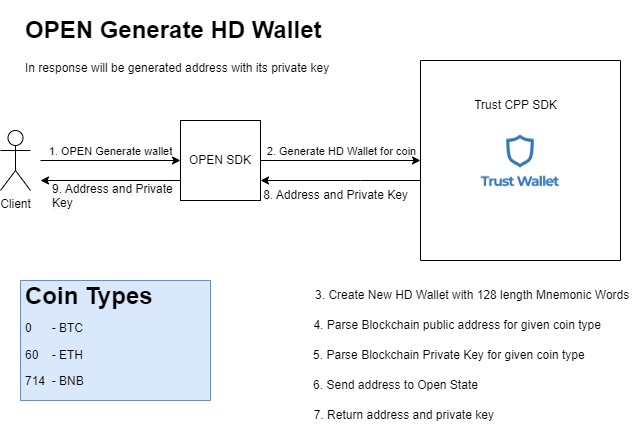 OPEN Generate HD Wallet
In response will be generated address with its private key
Trust CPP SDK
Trust Wallet
1. OPEN Generate wallet
OPEN SDK
2. Generate HD Wallet for coin
9. Address and Private
Key
8. Address and Private Key
Client
Coin Types
0 - BTC
60 - ETH
714 - BNB
3. Create New HD Wallet with 128 length Mnemonic Words
4. Parse Blockchain public address for given coin type
5. Parse Blockchain Private Key for given coin type
6. Send address to Open State
7. Return address and private key